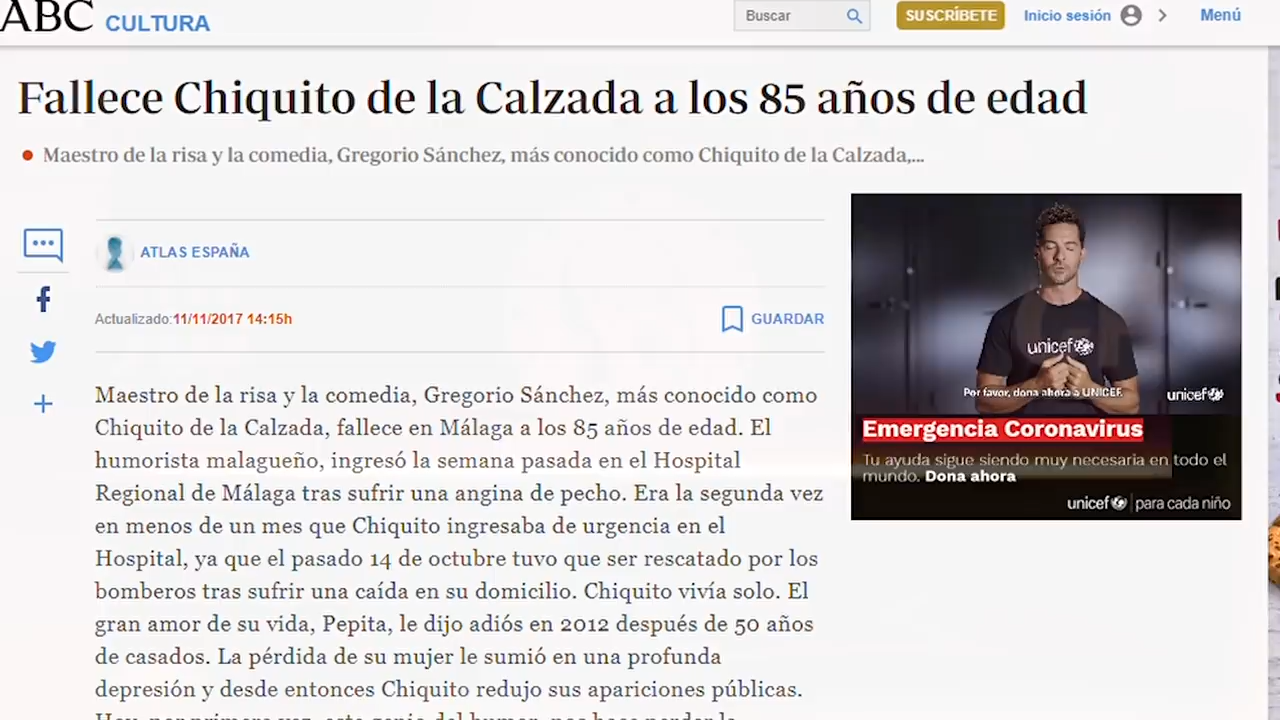 ABC CULTURA
Buscar
SUSCRÍBETE
Inicio sesión
Menú
Fallece Chiquito de la Calzada a los 85 años de edad
Maestro de la risa y la comedia, Gregorio Sánchez, más conocido como Chiquito de la Calzada,...
ATLAS ESPAÑA
Actualizado:11/11/2017 14:15h
GUARDAR
Maestro de la risa y la comedia, Gregorio Sánchez, más conocido como
Chiquito de la Calzada, fallece en Málaga a los 85 años de edad. El
humorista malagueño, ingresó la semana pasada en el Hospital
Regional de Málaga tras sufrir una angina de pecho. Era la segunda vez
en menos de un mes que Chiquito ingresaba de urgencia en el
Hospital, ya que el pasado 14 de octubre tuvo que ser rescatado por los
bomberos tras sufrir una caída en su domicilio. Chiquito vivía solo. El
gran amor de su vida, Pepita, le dijo adiós en 2012 después de 50 años
de casados. La pérdida de su mujer le sumió en una profunda
depresión y desde entonces Chiquito redujo sus apariciones públicas.
unicef
Por favor, dona ahora a UNICEF.
unicef
Emergencia Coronavirus
Tu ayuda sigue siendo muy necesaria en todo el
mundo. Dona ahora
unicef para cada niño